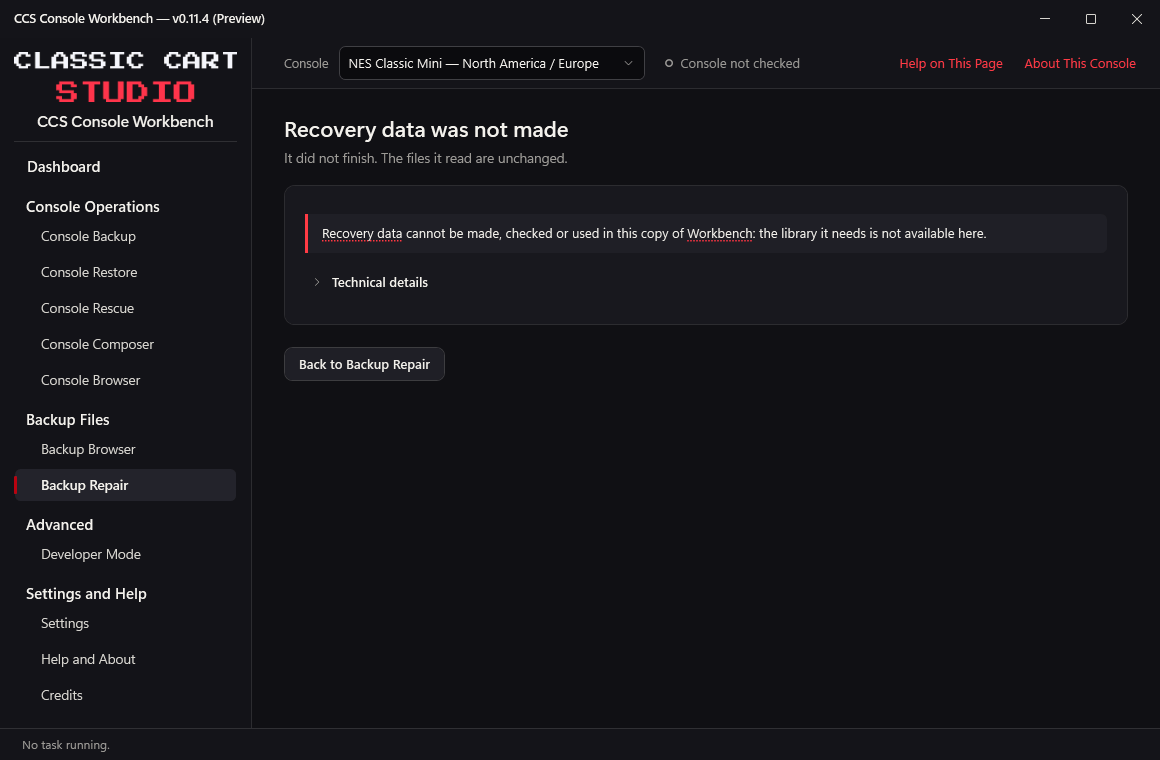 CCS Console Workbench — v0.11.4 (Preview)
CLASSIC CART
STUDIO
CCS Console Workbench
Dashboard
Console Operations
Console Backup
Console Restore
Console Rescue
Console Composer
Console Browser
Backup Files
Backup Browser
Backup Repair
Advanced
Developer Mode
Settings and Help
Settings
Help and About
Credits
Console
NES Classic Mini — North America / Europe
Console not checked
Help on This Page
About This Console
Recovery data was not made
It did not finish. The files it read are unchanged.
Recovery data cannot be made, checked or used in this copy of Workbench: the library it needs is not available here.
Technical details
Back to Backup Repair
No task running.